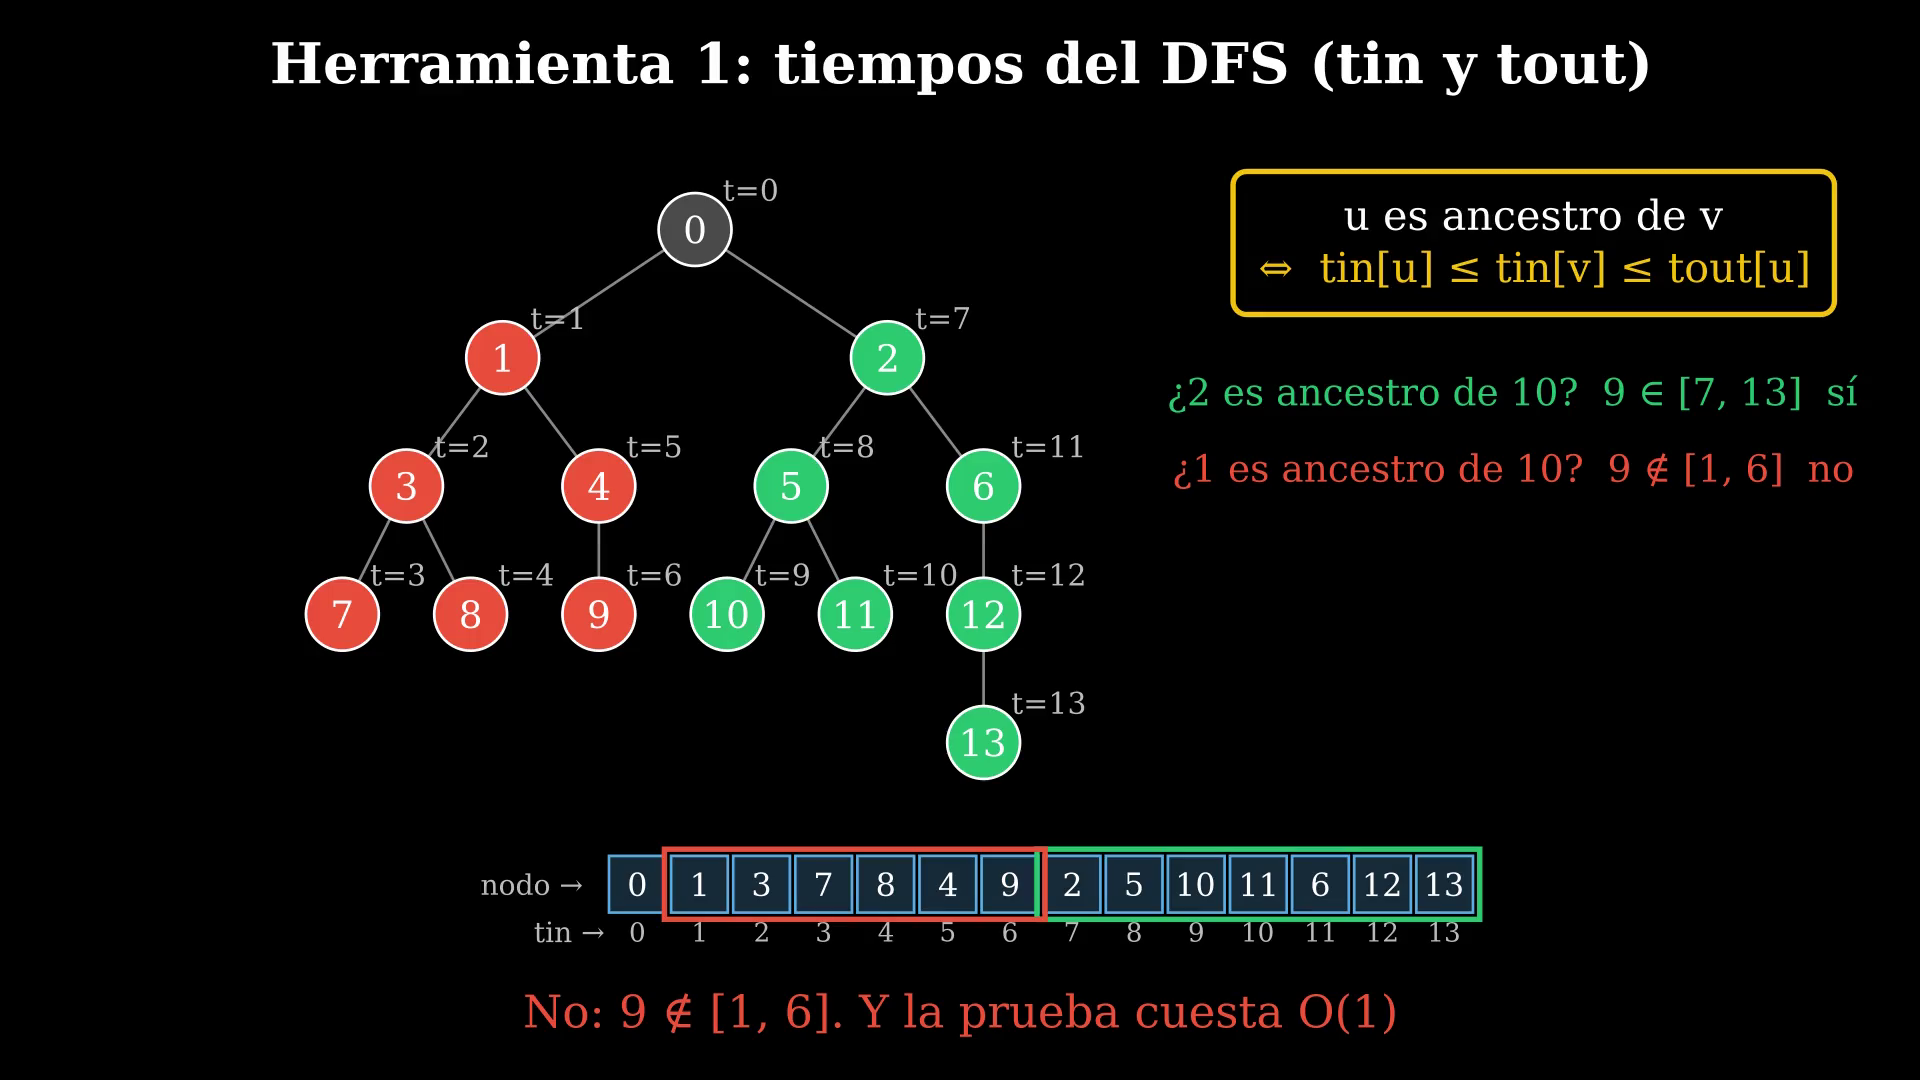 Herramienta 1: tiempos del DFS (tin y tout)
t=0
0
u es ancestro de v
⇔ tin[u] ≤ tin[v] ≤ tout[u]
t=1
1
t=7
2
¿2 es ancestro de 10? 9 ∈ [7, 13] sí
¿1 es ancestro de 10? 9 ∉ [1, 6] no
t=2
3
t=5
4
t=8
5
t=11
6
t=3
7
t=4
8
t=6
9
t=9
10
t=10
11
t=12
12
t=13
13
nodo → 0 1 3 7 8 4 9 2 5 10 11 6 12 13
tin → 0 1 2 3 4 5 6 7 8 9 10 11 12 13
No: 9 ∉ [1, 6]. Y la prueba cuesta O(1)